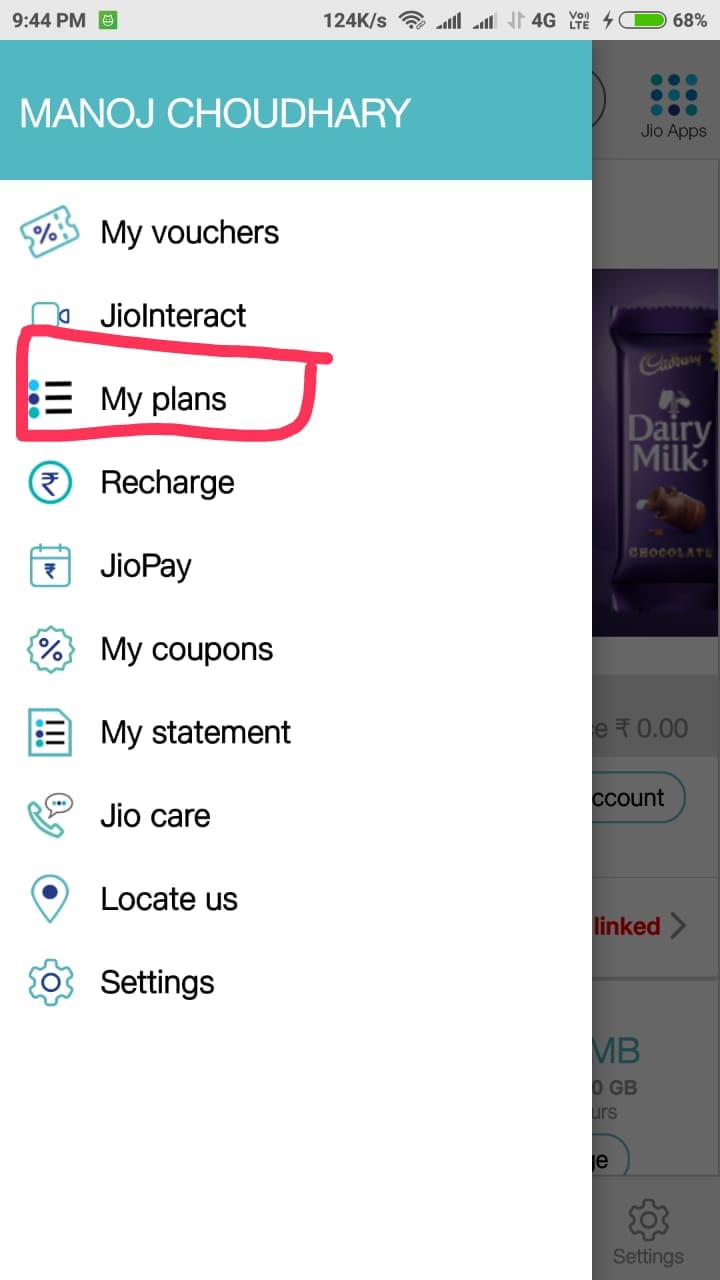 9:44 PM 124K/s 4G VoLTE 68%
MANOJ CHOUDHARY
Jio Apps
My vouchers
JioInteract
My plans
Recharge
JioPay
My coupons
My statement
Jio care
Locate us
Settings
Cadbury
Dairy
Milk
CHOCOLATE
₹ 0.00
ccount
linked
MB
0 GB
urs
ge
Settings